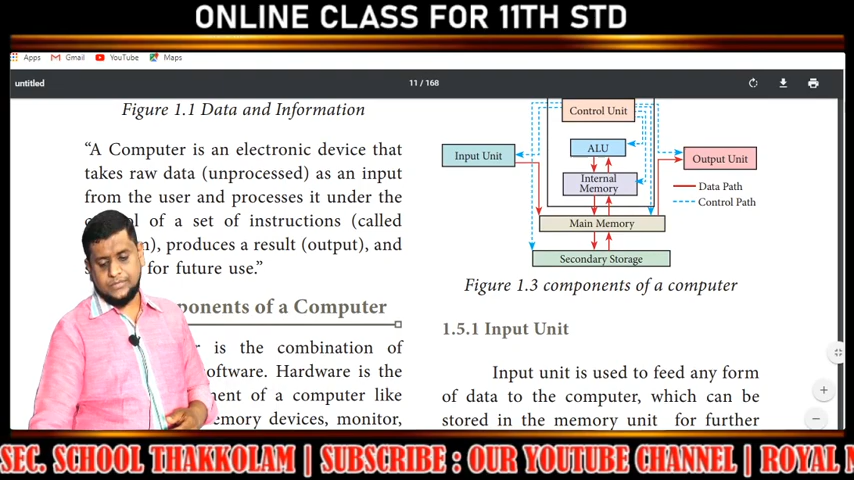 ONLINE CLASS FOR 11TH STD
Apps Gmail YouTube Maps
untitled
11 / 168
Figure 1.1 Data and Information
“A Computer is an electronic device that
takes raw data (unprocessed) as an input
from the user and processes it under the
of a set of instructions (called
produces a result (output), and
for future use.”
of a Computer
is the combination of
Hardware is the
of a computer like
devices, monitor,
Control Unit
ALU
Input Unit
Output Unit
Internal
Memory
Data Path
Control Path
Main Memory
Secondary Storage
Figure 1.3 components of a computer
1.5.1 Input Unit
Input unit is used to feed any form
of data to the computer, which can be
stored in the memory unit for further
SEC. SCHOOL THAKKOLAM | SUBSCRIBE : OUR YOUTUBE CHANNEL | ROYAL